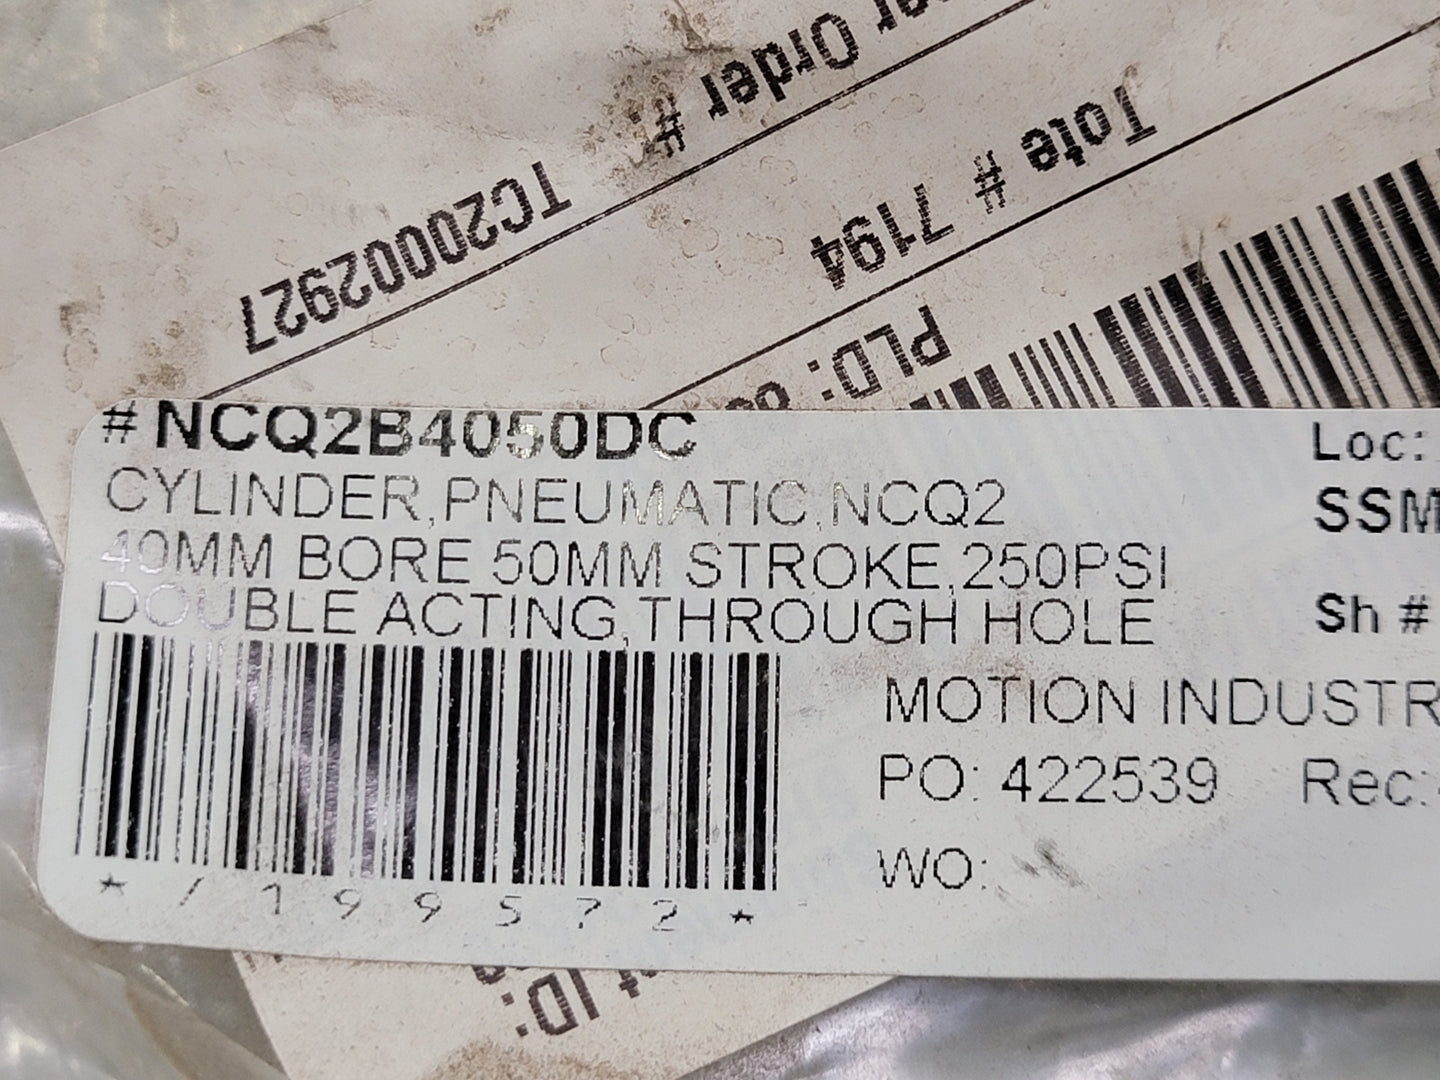 Order #
TC20002927
Tote # 7194
PLD:
# NCQ2B4050DC
CYLINDER,PNEUMATIC,NCQ2
40MM BORE 50MM STROKE,250PSI
DOUBLE ACTING,THROUGH HOLE
Loc:
SSM
Sh #
MOTION INDUSTR
PO: 422539 Rec:
WO:
ID: